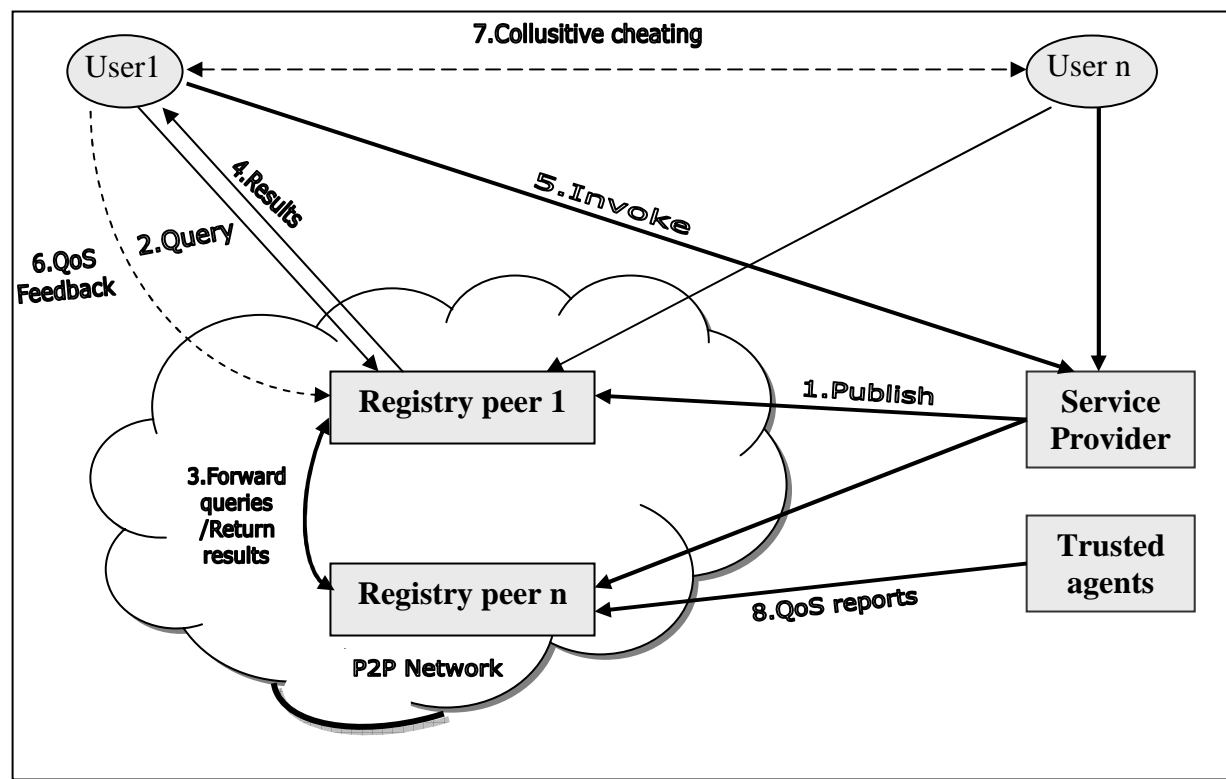 7.Collusitive cheating
User1
User n
4.Results
5.Invoke
2.Query
6.QoS
Feedback
Registry peer 1
1.Publish
Service
Provider
3.Forward
queries
/Return
results
Trusted
agents
Registry peer n
8.QoS reports
P2P Network